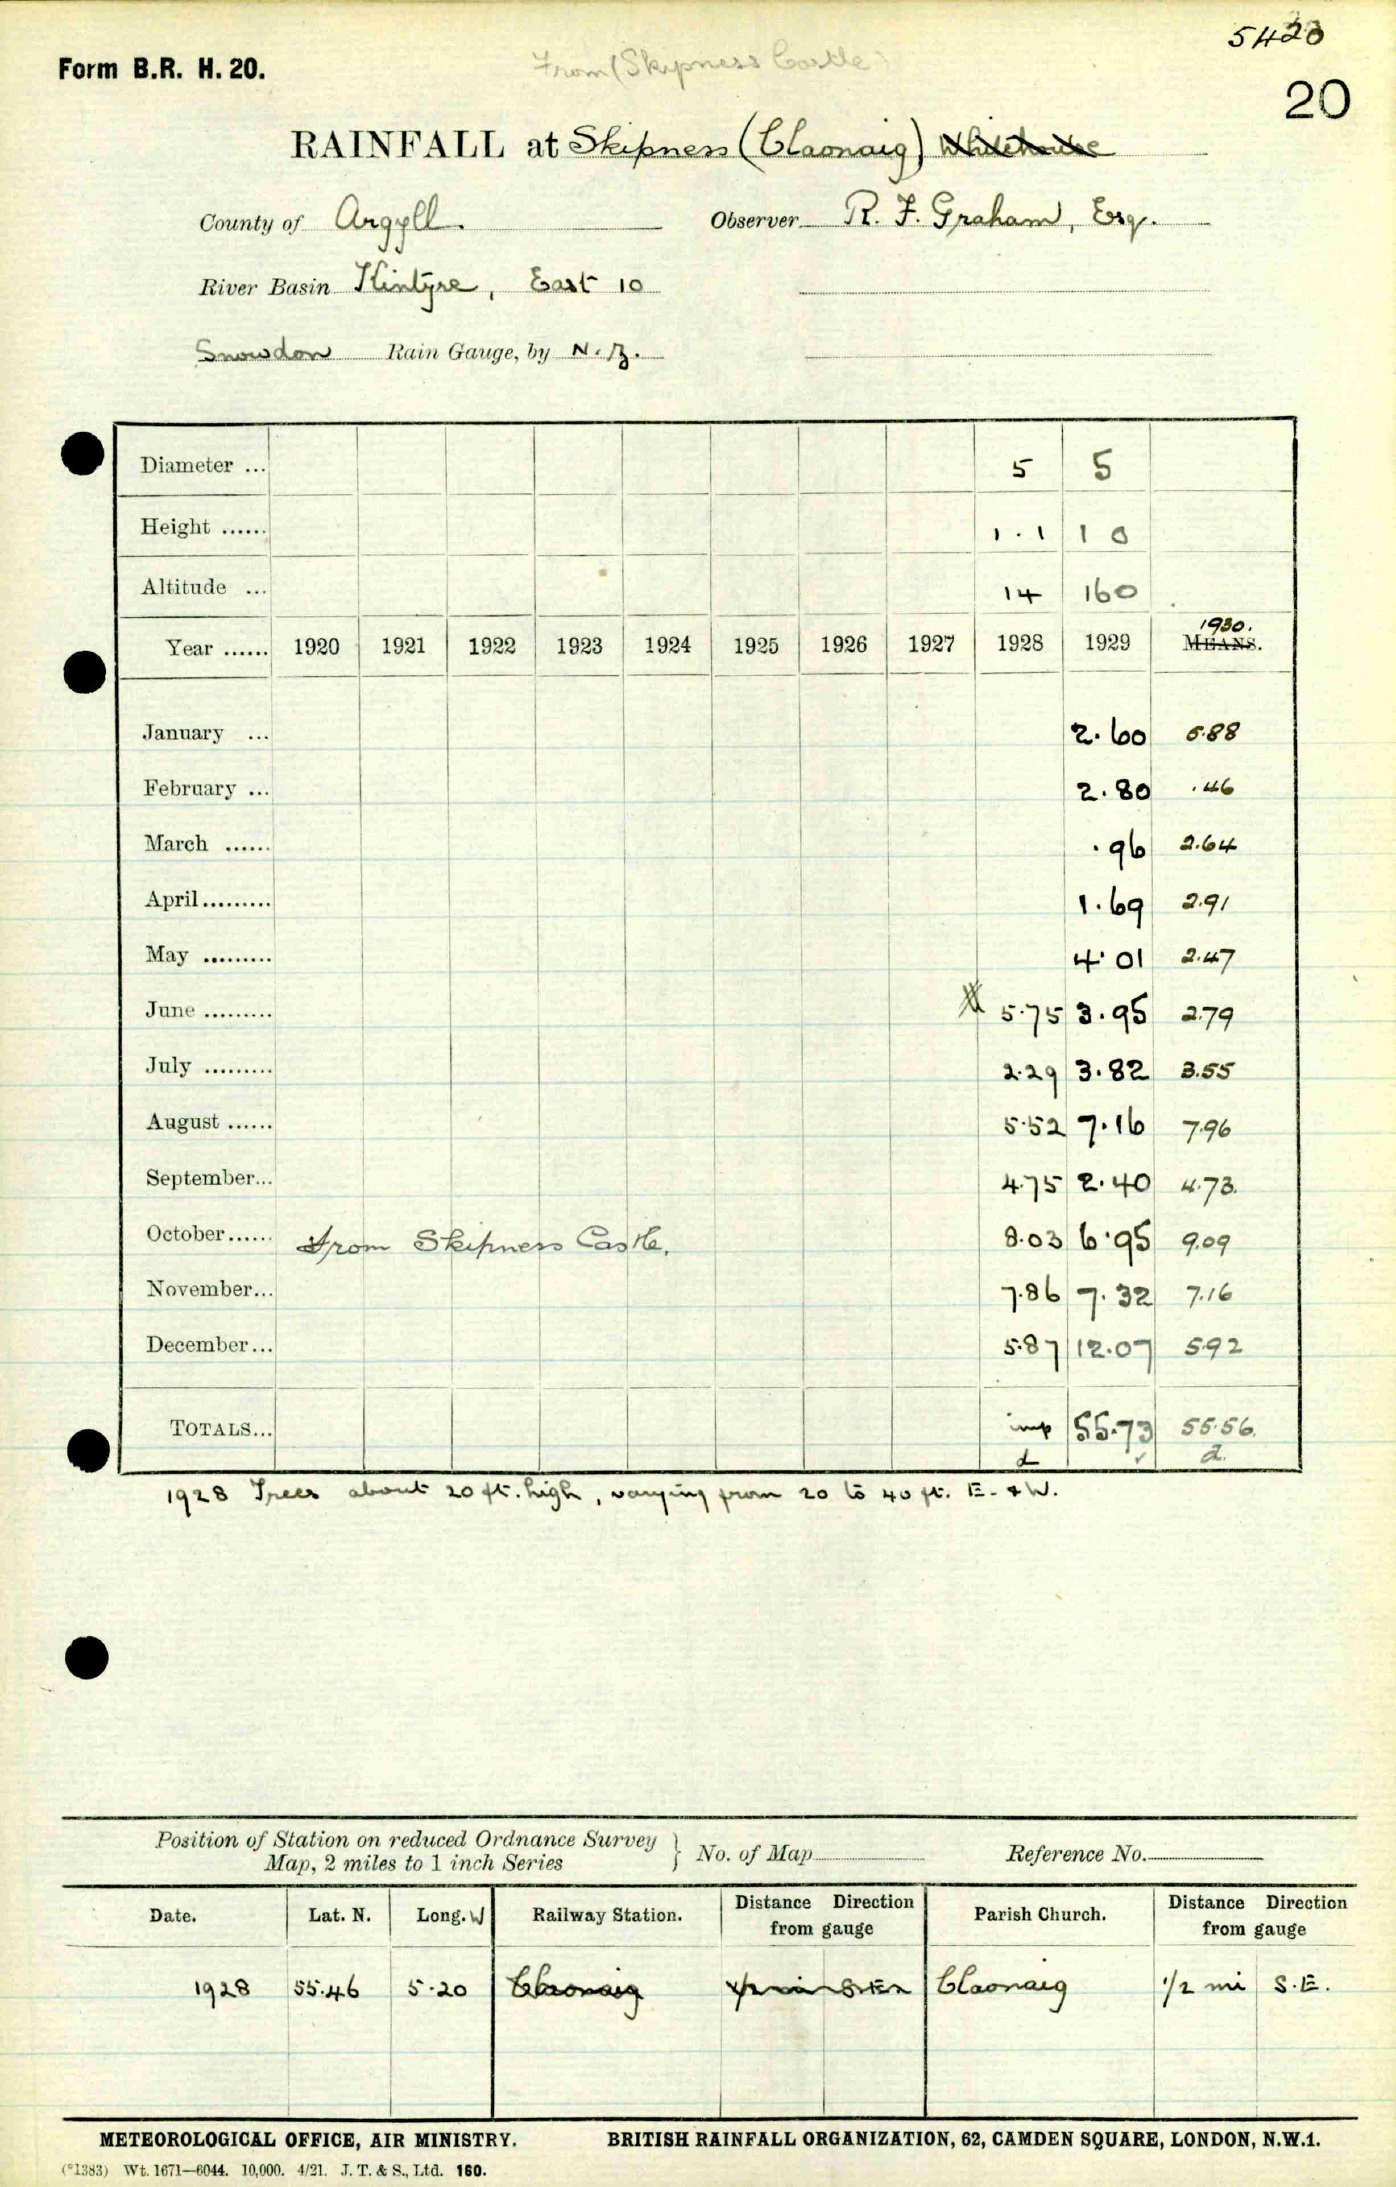 5420
From (Skipness Castle)
Form B.R. H. 20.
20
RAINFALL at Skipness (Claonaig) Whitehouse
County of Argyll. Observer R. F. Graham, Esq.
River Basin Kintyre, East 10
Snowdon Rain Gauge, by N. Z.
Diameter ... 5 5
Height ...... 1 . 1 1 0
Altitude ... 14 160
1930.
Year ...... 1920 1921 1922 1923 1924 1925 1926 1927 1928 1929 MEANS.
January ... 2.60 5.88
February ... 2.80 .46
March ...... .96 2.64
April ......... 1.69 2.91
May ......... 4.01 2.47
June ......... 5.75 3.95 2.79
July ......... 2.29 3.82 3.55
August ...... 5.52 7.16 7.96
September... 4.75 2.40 4.73.
October...... From Skipness Castle. 8.03 6.95 9.09
November... 7.86 7.32 7.16
December... 5.87 12.07 5.92
TOTALS... imp 55.73 55.56.
d d.
1928 Trees about 20 ft. high, varying from 20 to 40 ft. E. & W.
Position of Station on reduced Ordnance Survey
Map, 2 miles to 1 inch Series } No. of Map Reference No.
Date. Lat. N. Long. W Railway Station. Distance Direction from gauge Parish Church. Distance Direction from gauge
1928 55.46 5.20 Claonaig 1/2 mi Claonaig 1/2 mi S.E.
METEOROLOGICAL OFFICE, AIR MINISTRY. BRITISH RAINFALL ORGANIZATION, 62, CAMDEN SQUARE, LONDON, N.W.1.
(*1383) Wt. 1671—6044. 10,000. 4/21. J. T. & S., Ltd. 160.